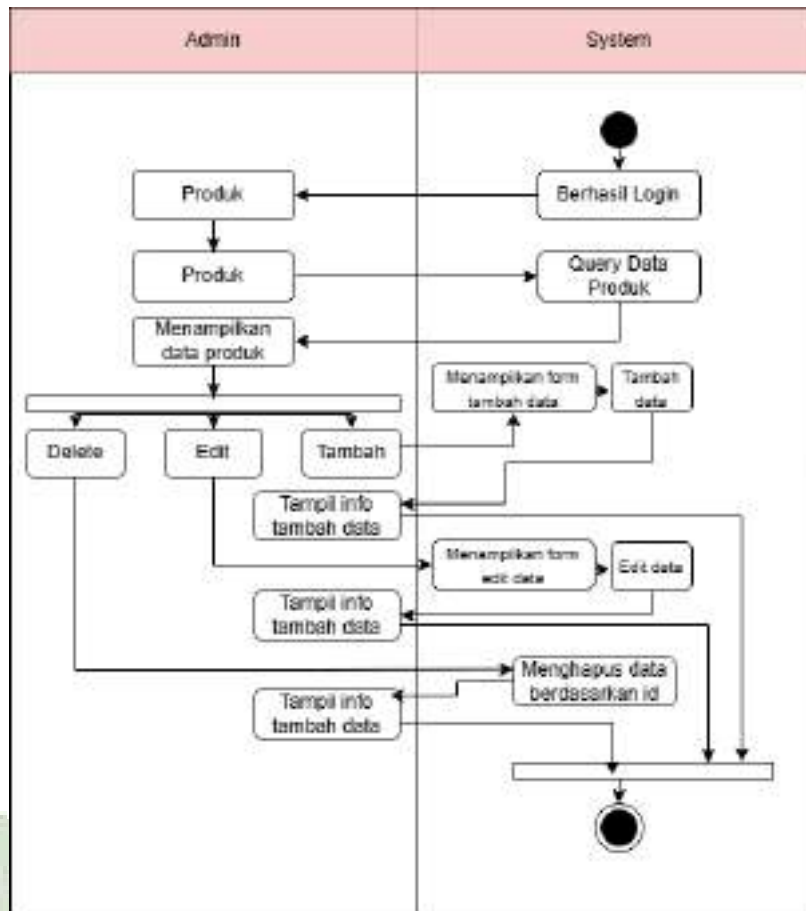 Admin
System
Berhasil Login
Produk
Produk
Query Data
Produk
Menampilkan
data produk
Delete
Edit
Tambah
Menampilkan form
tambah data
Tambah
data
Tampil info
tambah data
Menampilkan form
edit data
Edit data
Tampil info
tambah data
Menghapus data
berdasarkan id
Tampil info
tambah data